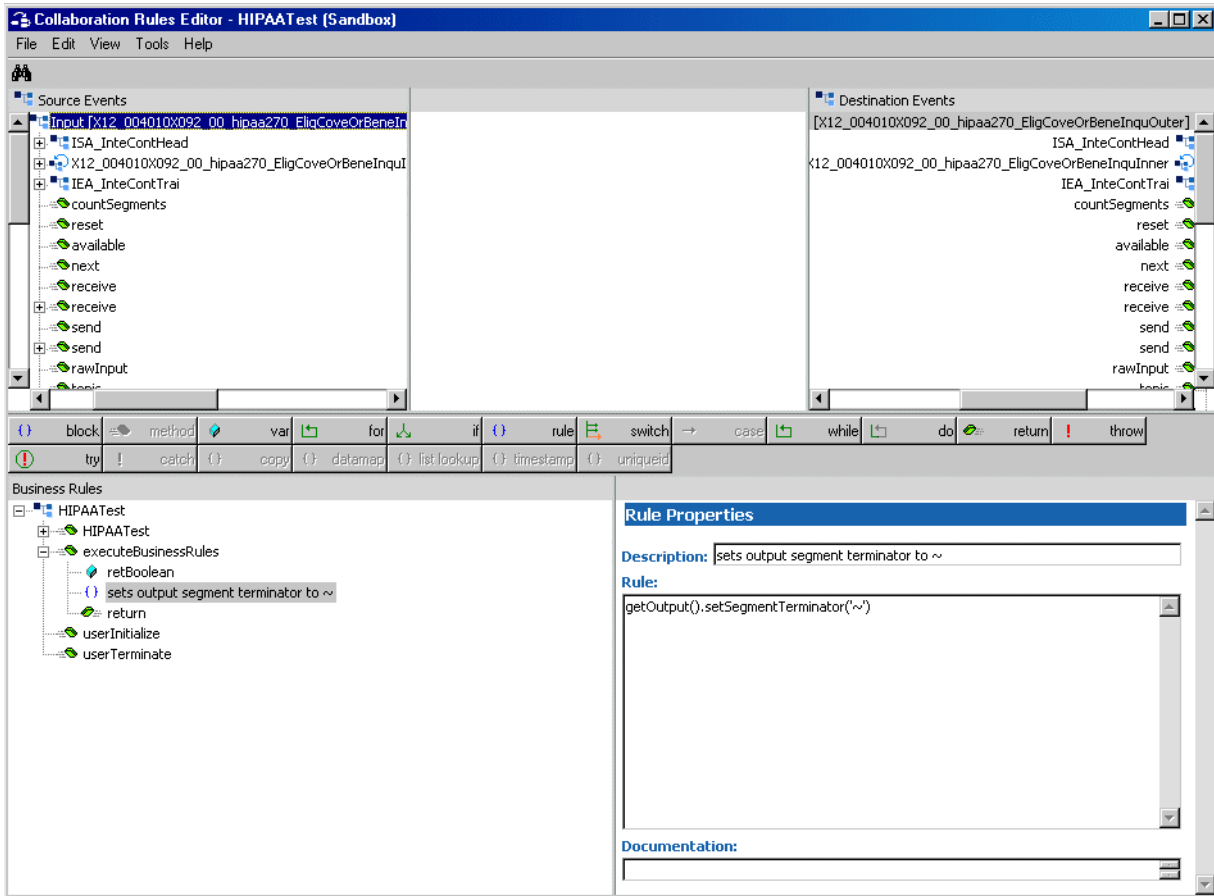 Collaboration Rules Editor - HIPAATest (Sandbox)
File Edit View Tools Help
Source Events
Input [X12_004010X092_00_hipaa270_EligCoveOrBeneIn
ISA_InteContHead
X12_004010X092_00_hipaa270_EligCoveOrBeneInquI
IEA_InteContTrai
countSegments
reset
available
next
receive
receive
send
send
rawInput
topic
Destination Events
[X12_004010X092_00_hipaa270_EligCoveOrBeneInquOuter]
ISA_InteContHead
X12_004010X092_00_hipaa270_EligCoveOrBeneInquInner
IEA_InteContTrai
countSegments
reset
available
next
receive
receive
send
send
rawInput
topic
{} block method var for if {} rule switch case while do return ! throw
! try ! catch {} copy {} datamap {} list lookup {} timestamp {} uniqueid
Business Rules
HIPAATest
HIPAATest
executeBusinessRules
retBoolean
{} sets output segment terminator to ~
return
userInitialize
userTerminate
Rule Properties
Description: sets output segment terminator to ~
Rule:
getOutput().setSegmentTerminator('~')
Documentation: